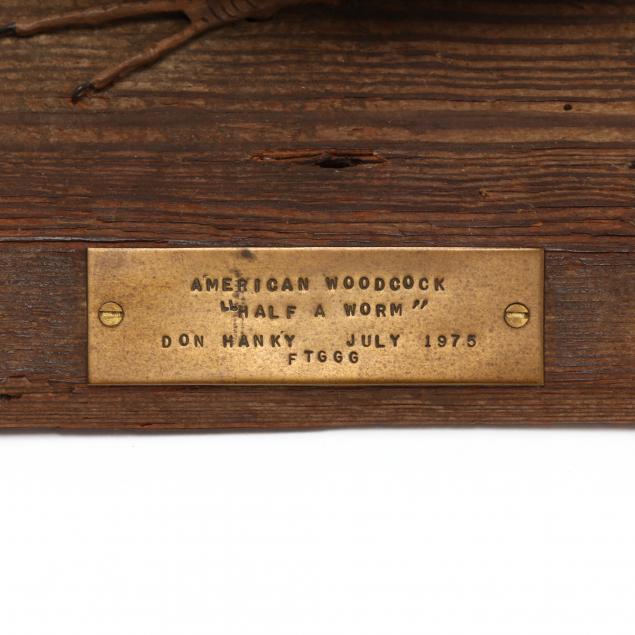 AMERICAN WOODCOCK
"HALF A WORM"
DON HANKY JULY 1975
FTGGG